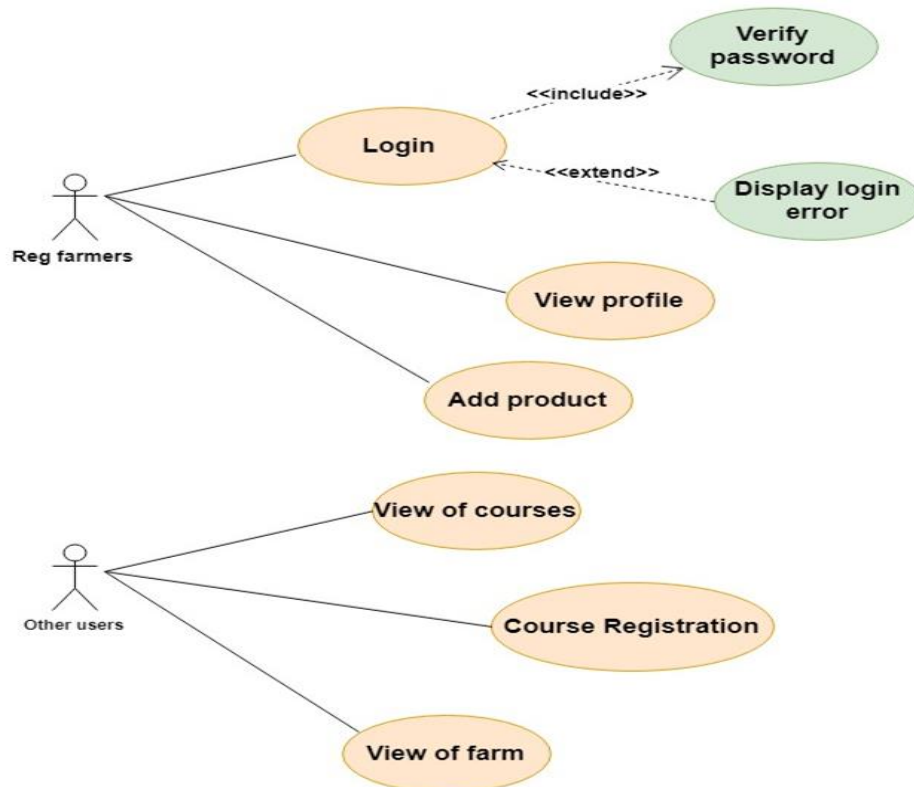 Verify
password
<<include>>
Login
<<extend>>
Display login
error
Reg farmers
View profile
Add product
View of courses
Other users
Course Registration
View of farm